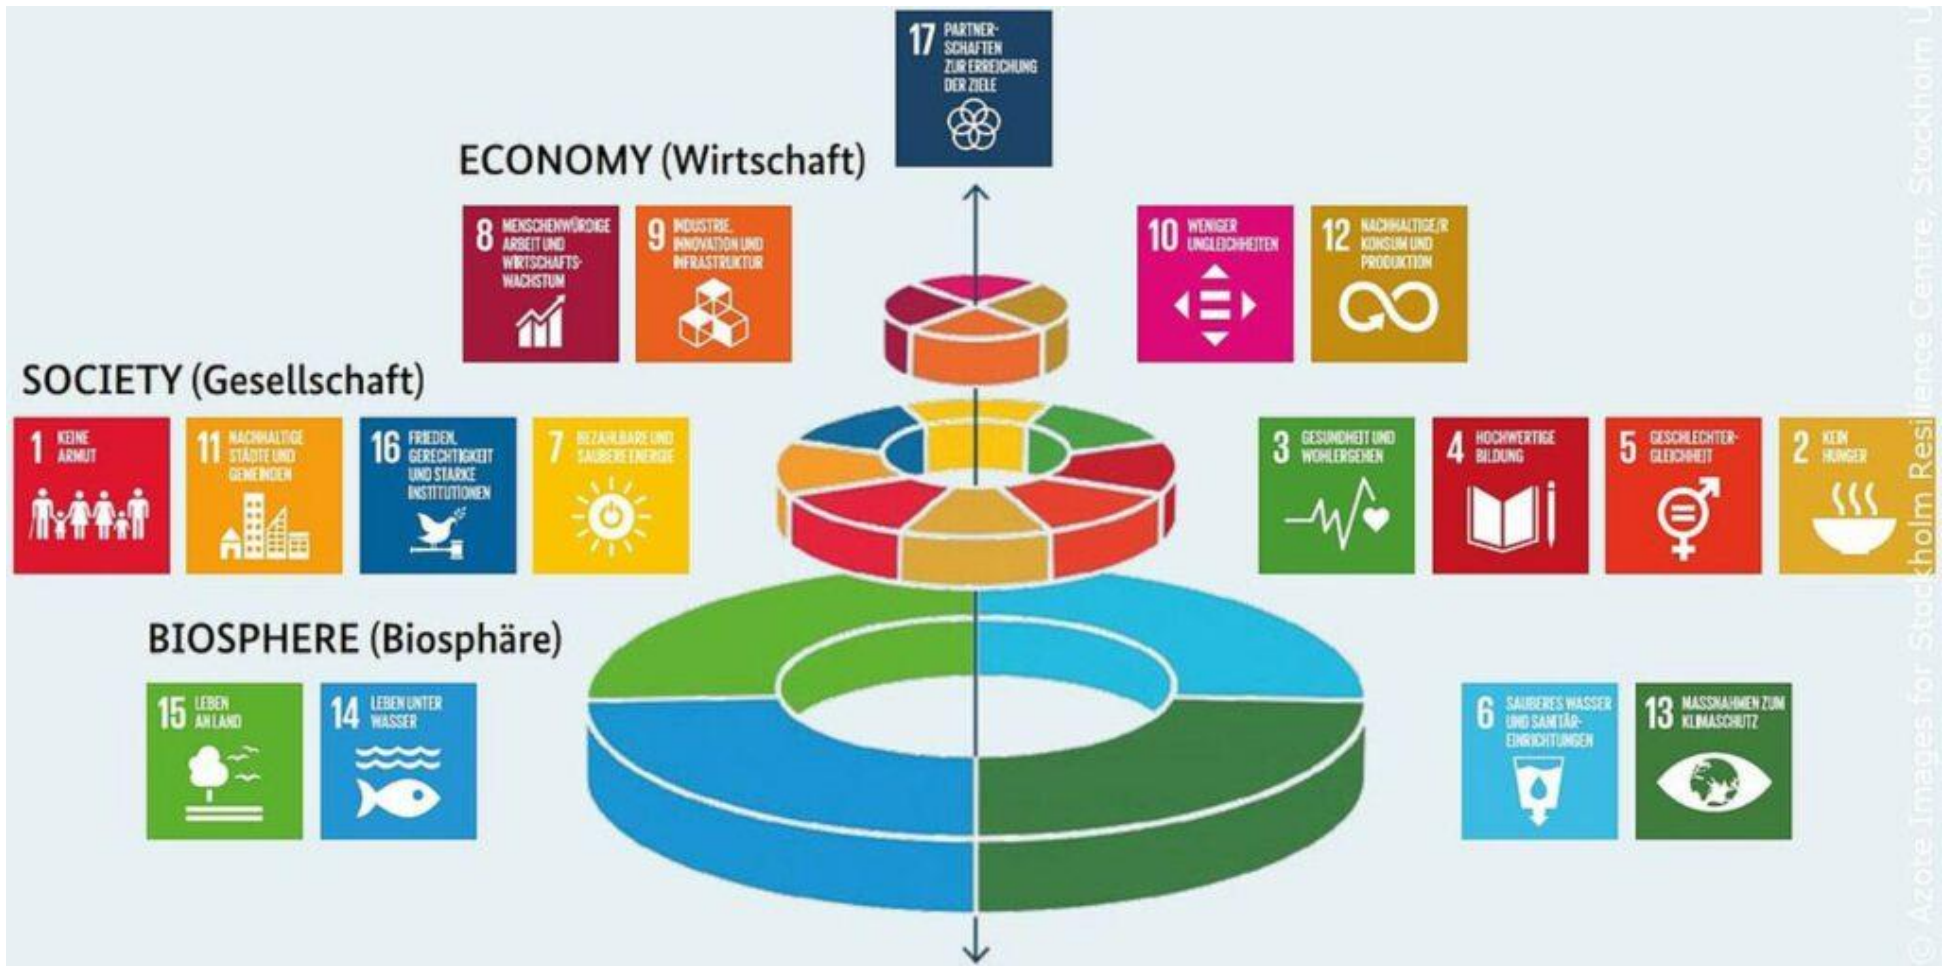 17 PARTNER-
SCHAFTEN
ZUR ERREICHUNG
DER ZIELE
ECONOMY (Wirtschaft)
8 MENSCHENWÜRDIGE
ARBEIT UND
WIRTSCHAFTS-
WACHSTUM
9 INDUSTRIE,
INNOVATION UND
INFRASTRUKTUR
10 WENIGER
UNGLEICHHEITEN
12 NACHHALTIGE/R
KONSUM UND
PRODUKTION
SOCIETY (Gesellschaft)
1 KEINE
ARMUT
11 NACHHALTIGE
STÄDTE UND
GEMEINDEN
16 FRIEDEN,
GERECHTIGKEIT
UND STARKE
INSTITUTIONEN
7 BEZAHLBARE UND
SAUBERE ENERGIE
3 GESUNDHEIT UND
WOHLERGEHEN
4 HOCHWERTIGE
BILDUNG
5 GESCHLECHTER-
GLEICHHEIT
2 KEIN
HUNGER
BIOSPHERE (Biosphäre)
15 LEBEN
AN LAND
14 LEBEN UNTER
WASSER
6 SAUBERES WASSER
UND SANITÄR-
EINRICHTUNGEN
13 MASSNAHMEN ZUM
KLIMASCHUTZ
© Azote Images for Stockholm Resilience Centre, Stockholm U